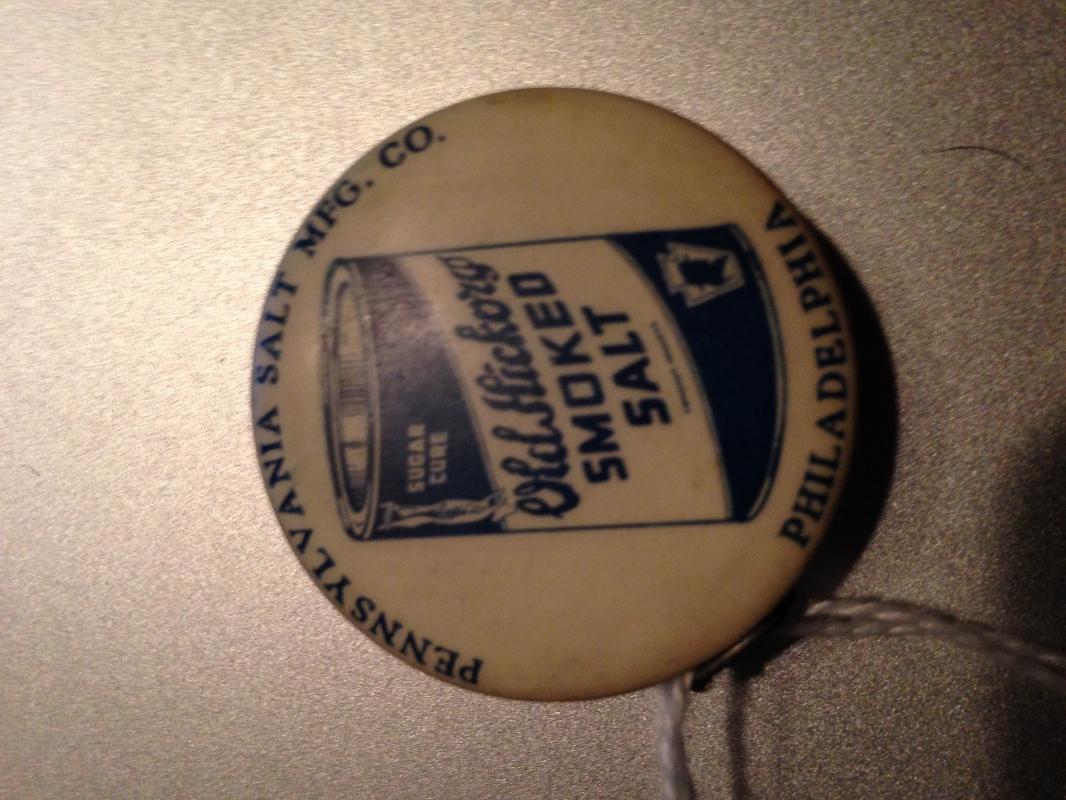 PENNSYLVANIA SALT MFG. CO.
SUGAR
CURE
Old Hickory
SMOKED
SALT
PHILADELPHIA